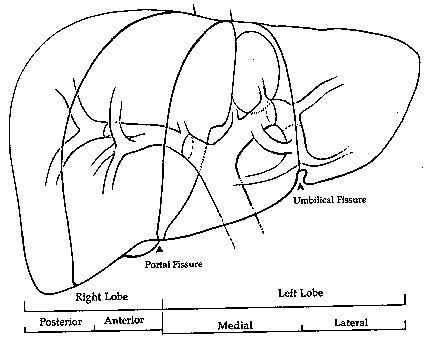 Umbilical Fissure
Portal Fissure
Right Lobe
Left Lobe
Posterior
Anterior
Medial
Lateral